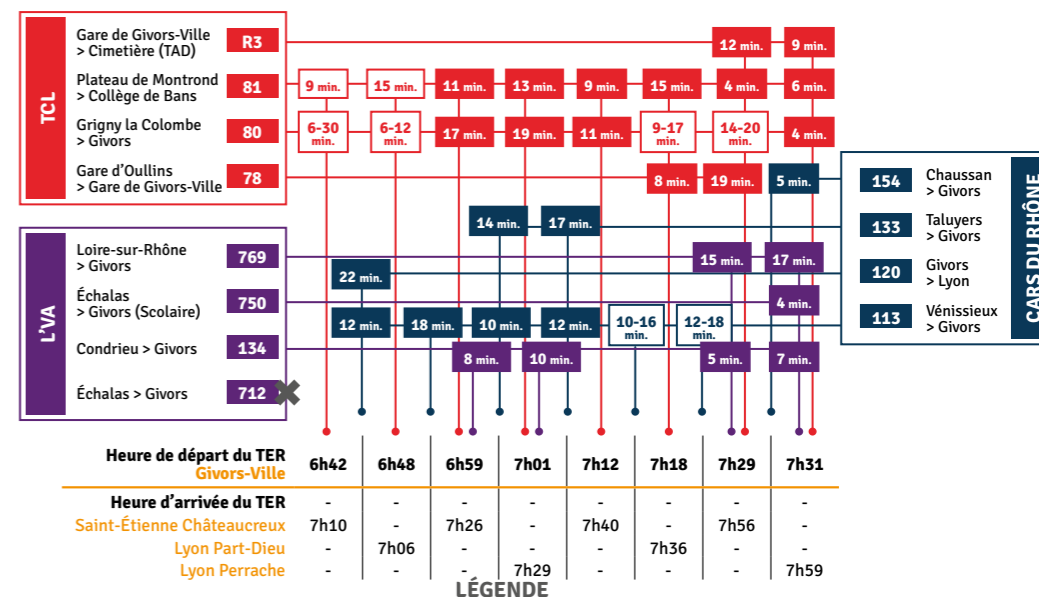 TCL
Gare de Givors-Ville
> Cimetière (TAD)
R3
12 min.
9 min.
Plateau de Montrond
> Collège de Bans
81
9 min.
15 min.
11 min.
13 min.
9 min.
15 min.
4 min.
6 min.
Grigny la Colombe
> Givors
80
6-30 min.
6-12 min.
17 min.
19 min.
11 min.
9-17 min.
14-20 min.
4 min.
Gare d'Oullins
> Gare de Givors-Ville
78
8 min.
19 min.
5 min.
154
Chaussan
> Givors
14 min.
17 min.
133
Taluyers
> Givors
L'VA
Loire-sur-Rhône
> Givors
769
15 min.
17 min.
22 min.
120
Givors
> Lyon
Échalas
> Givors (Scolaire)
750
4 min.
12 min.
18 min.
10 min.
12 min.
10-16 min.
12-18 min.
113
Vénissieux
> Givors
CARS DU RHÔNE
Condrieu > Givors
134
8 min.
10 min.
5 min.
7 min.
Échalas > Givors
712
Heure de départ du TER
Givors-Ville
6h42 6h48 6h59 7h01 7h12 7h18 7h29 7h31
Heure d'arrivée du TER - - - - - - - -
Saint-Étienne Châteaucreux 7h10 - 7h26 - 7h40 - 7h56 -
Lyon Part-Dieu - 7h06 - - - 7h36 - -
Lyon Perrache - - - 7h29 - - - 7h59
LÉGENDE